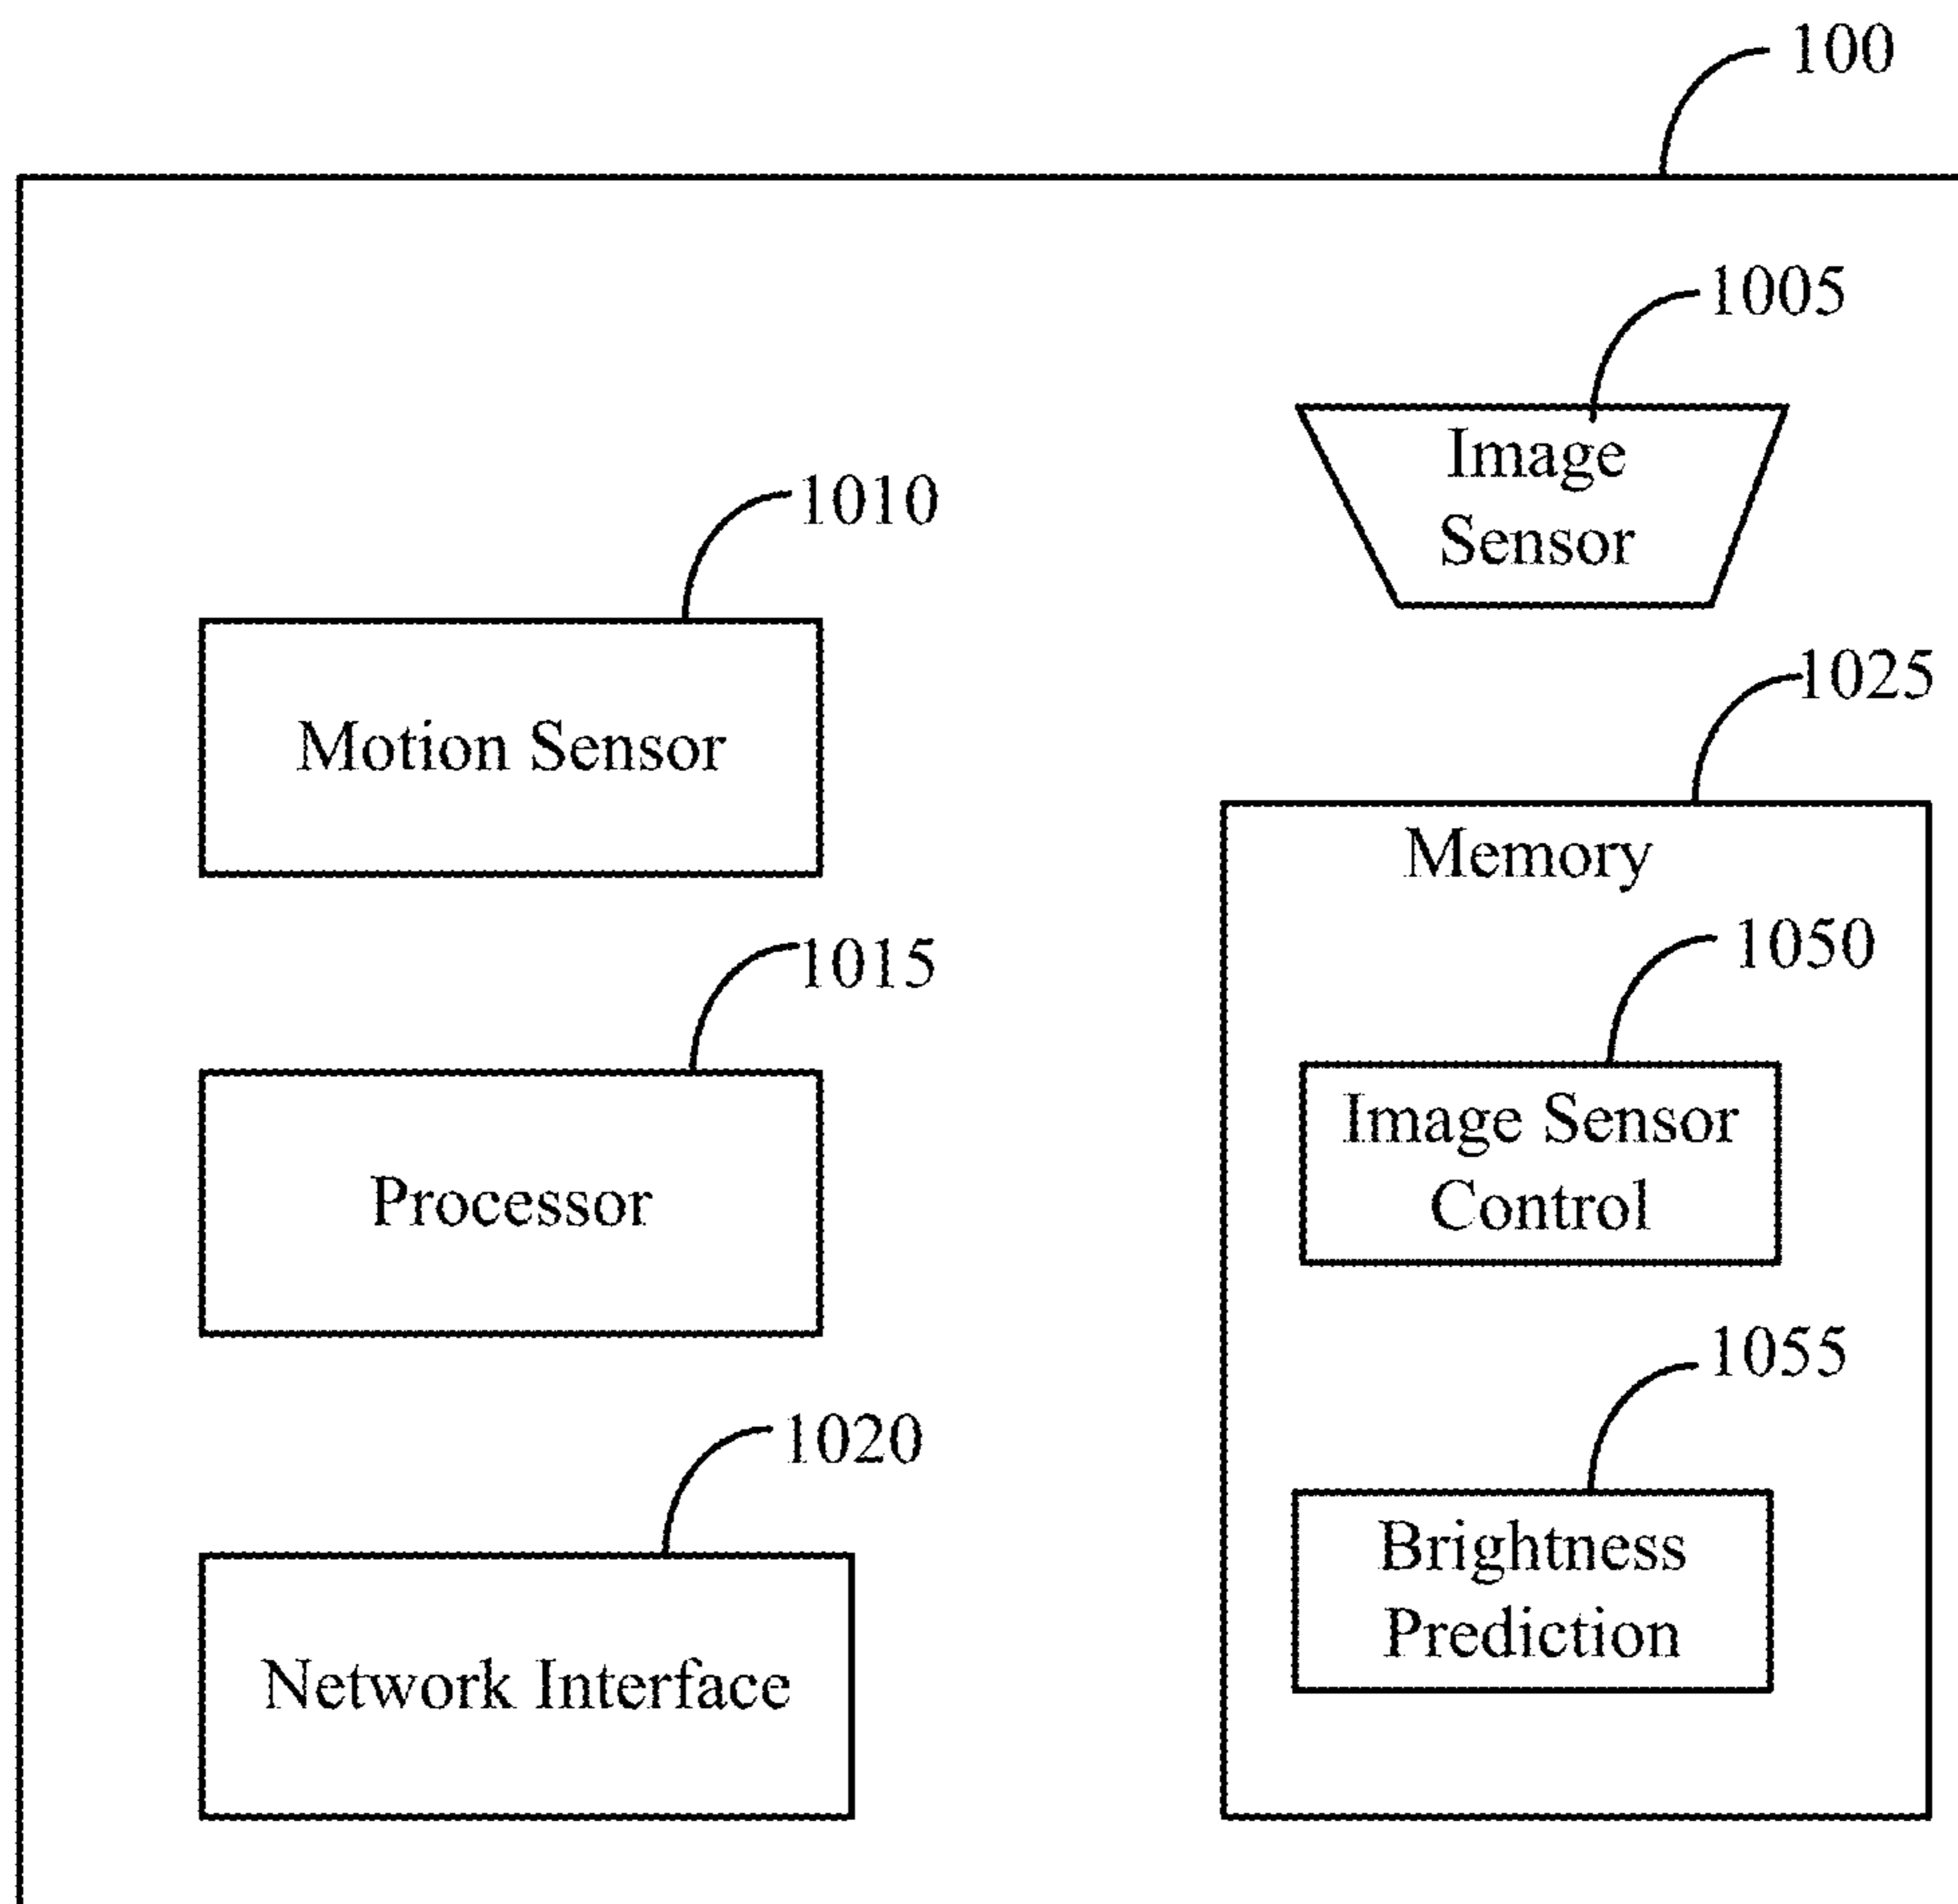 100
1005
Image
Sensor
1010
Motion Sensor
1025
Memory
1015
Processor
1050
Image Sensor
Control
1020
Network Interface
1055
Brightness
Prediction